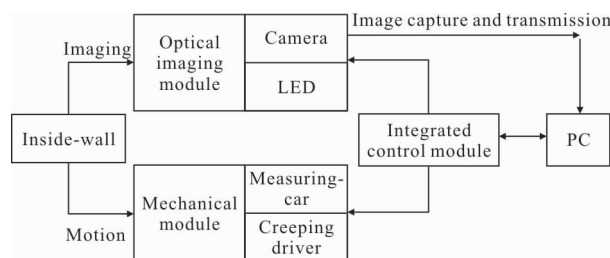 Image capture and transmission
Imaging
Optical
imaging
module
Camera
LED
Inside-wall
Integrated
control module
PC
Motion
Mechanical
module
Measuring-
car
Creeping
driver